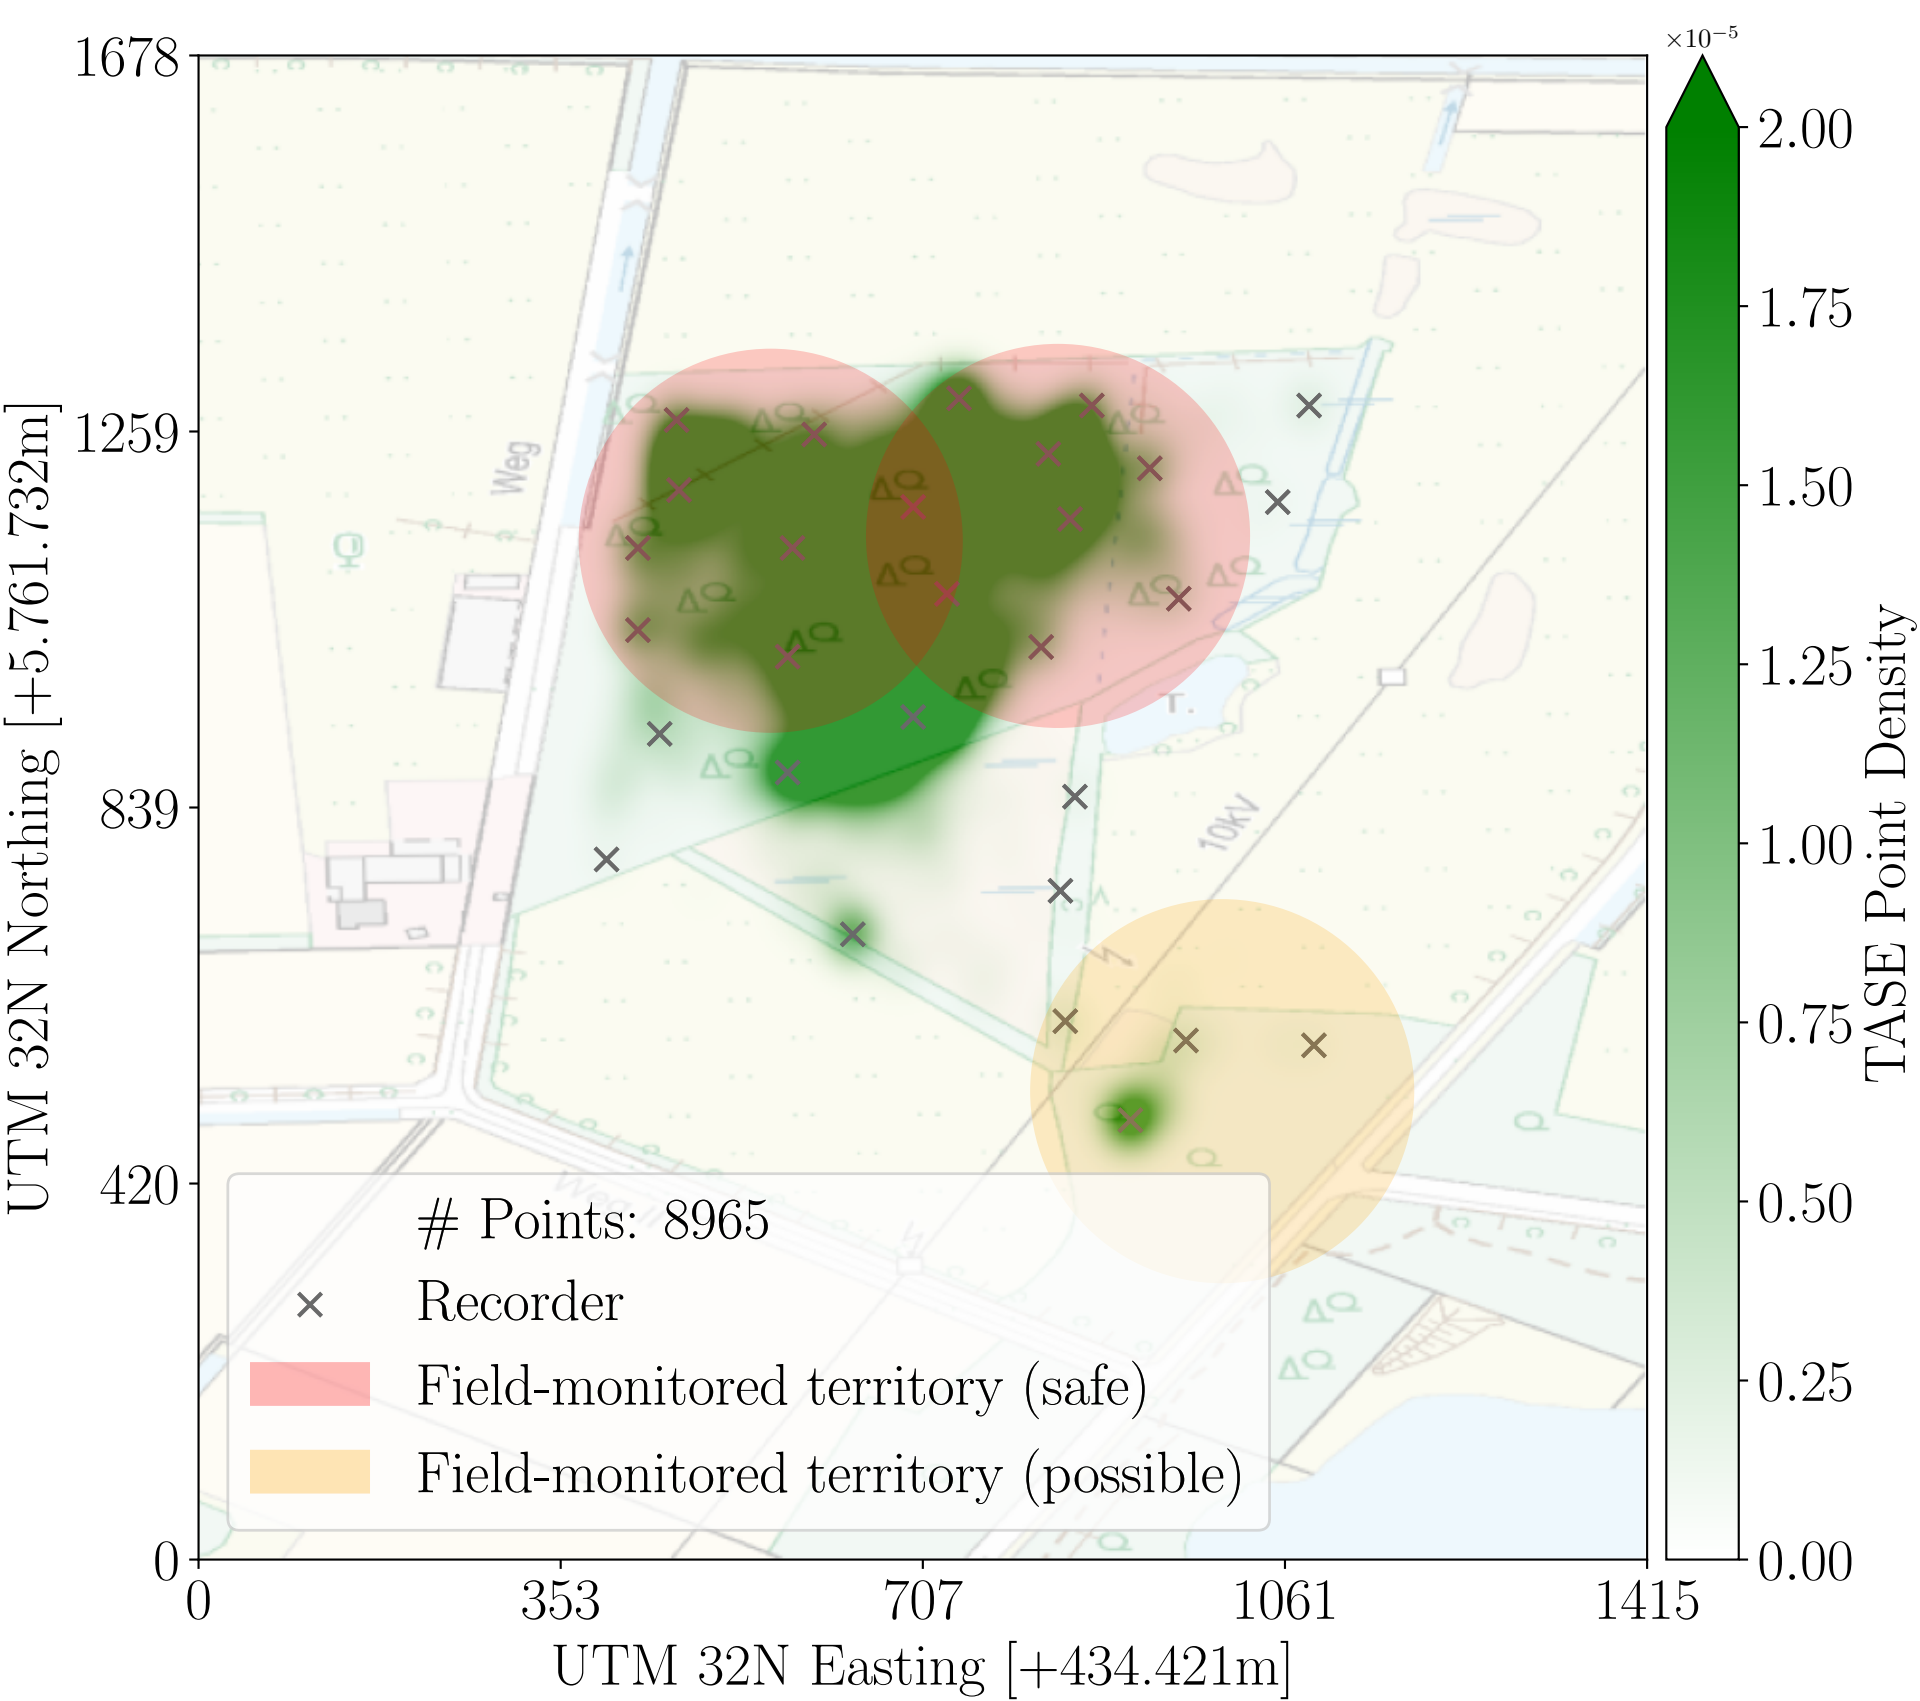 ×10⁻⁵
1678
1259
839
420
0
UTM 32N Northing [+5.761.732m]
Weg
10kV
T.
Weg
# Points: 8965
Recorder
Field-monitored territory (safe)
Field-monitored territory (possible)
0
353
707
1061
1415
UTM 32N Easting [+434.421m]
2.00
1.75
1.50
1.25
1.00
0.75
0.50
0.25
0.00
TASE Point Density